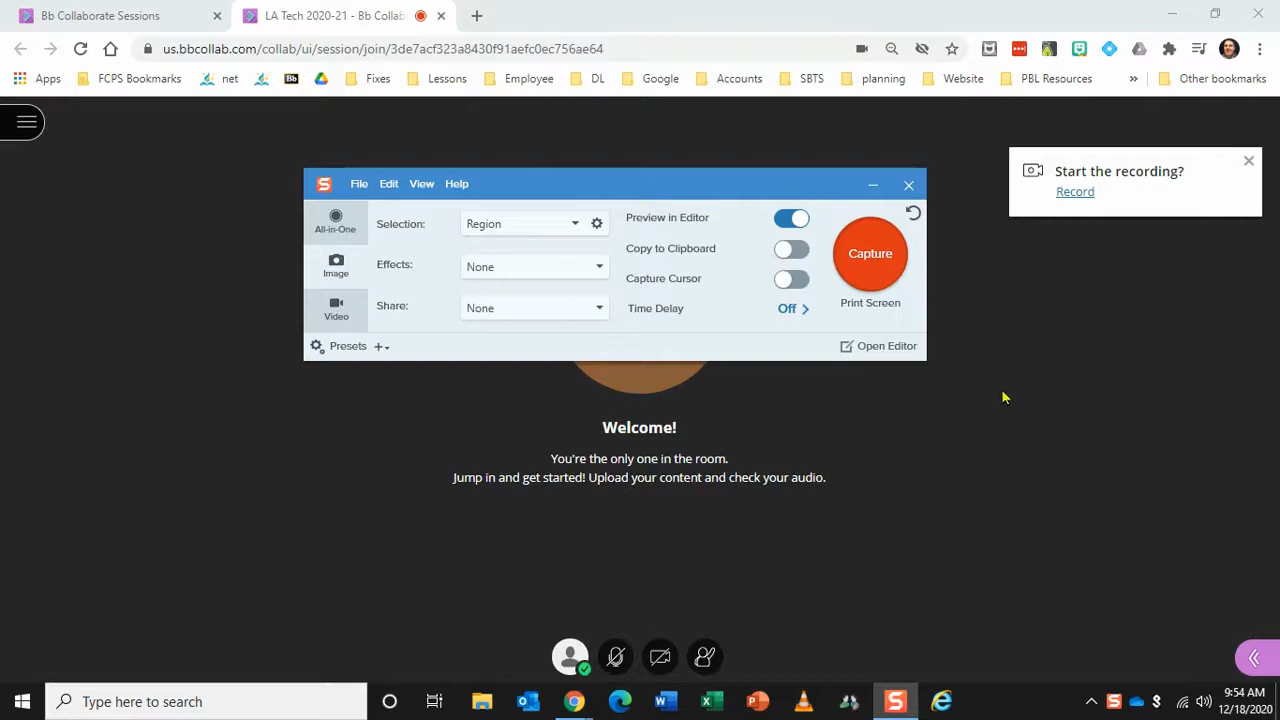 Bb Collaborate Sessions
LA Tech 2020-21 - Bb Collab
us.bbcollab.com/collab/ui/session/join/3de7acf323a8430f91aefc0ec756ae64
Apps
FCPS Bookmarks
net
Bb
Fixes
Lessons
Employee
DL
Google
Accounts
SBTS
planning
Website
PBL Resources
»
Other bookmarks
Start the recording?
Record
File Edit View Help
All-in-One
Image
Video
Selection: Region
Effects: None
Share: None
Preview in Editor
Copy to Clipboard
Capture Cursor
Time Delay Off
Capture
Print Screen
Presets
Open Editor
Welcome!
You're the only one in the room.
Jump in and get started! Upload your content and check your audio.
Type here to search
9:54 AM
12/18/2020